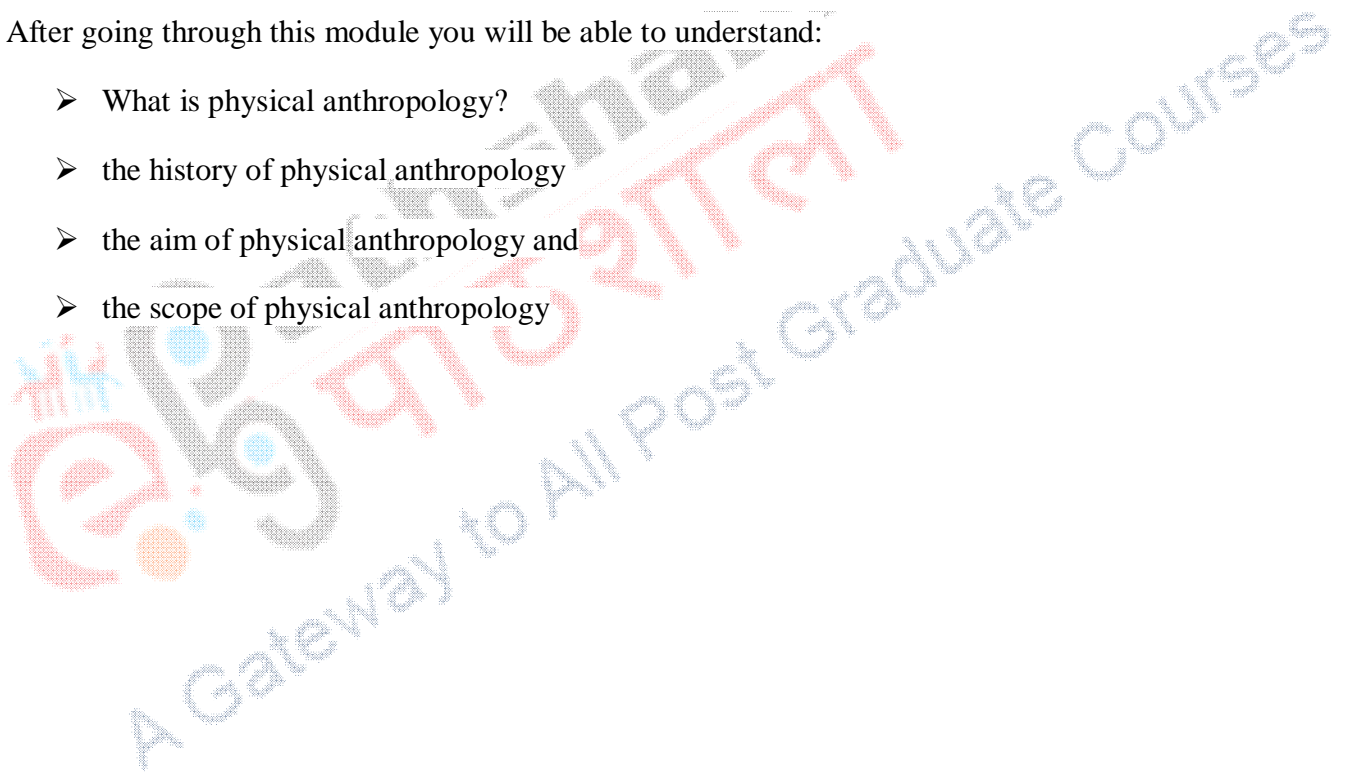 After going through this module you will be able to understand:
➢ What is physical anthropology?
➢ the history of physical anthropology
➢ the aim of physical anthropology and
➢ the scope of physical anthropology
pathshala
पाठशाला
A Gateway to All Post Graduate Courses